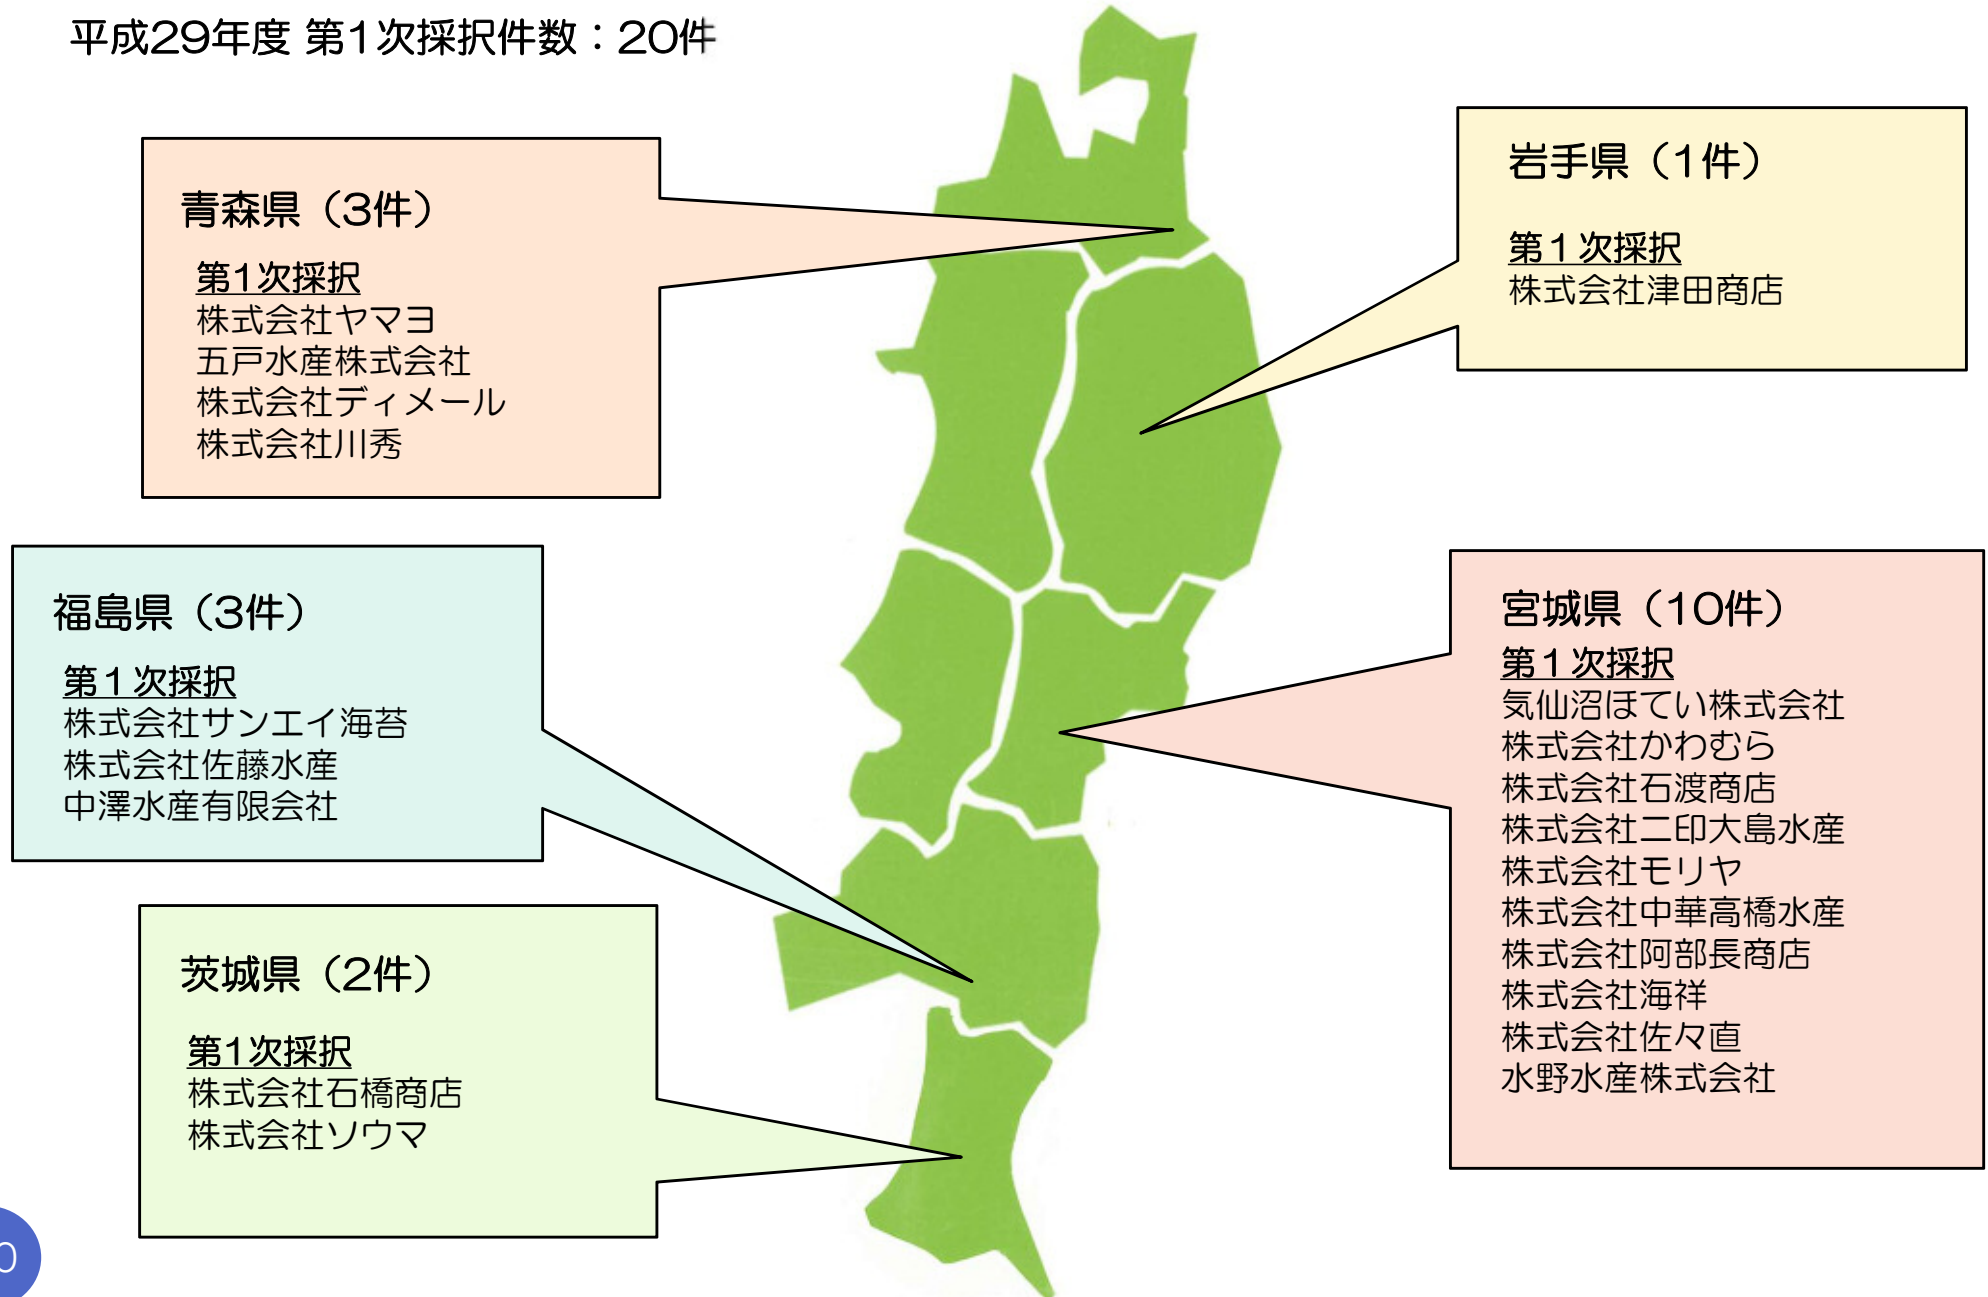 平成29年度 第1次採択件数：20件
青森県（3件）
第1次採択
株式会社ヤマヨ
五戸水産株式会社
株式会社ディメール
株式会社川秀
岩手県（1件）
第１次採択
株式会社津田商店
福島県（3件）
第１次採択
株式会社サンエイ海苔
株式会社佐藤水産
中澤水産有限会社
宮城県（10件）
第１次採択
気仙沼ほてい株式会社
株式会社かわむら
株式会社石渡商店
株式会社二印大島水産
株式会社モリヤ
株式会社中華高橋水産
株式会社阿部長商店
株式会社海祥
株式会社佐々直
水野水産株式会社
茨城県（2件）
第1次採択
株式会社石橋商店
株式会社ソウマ